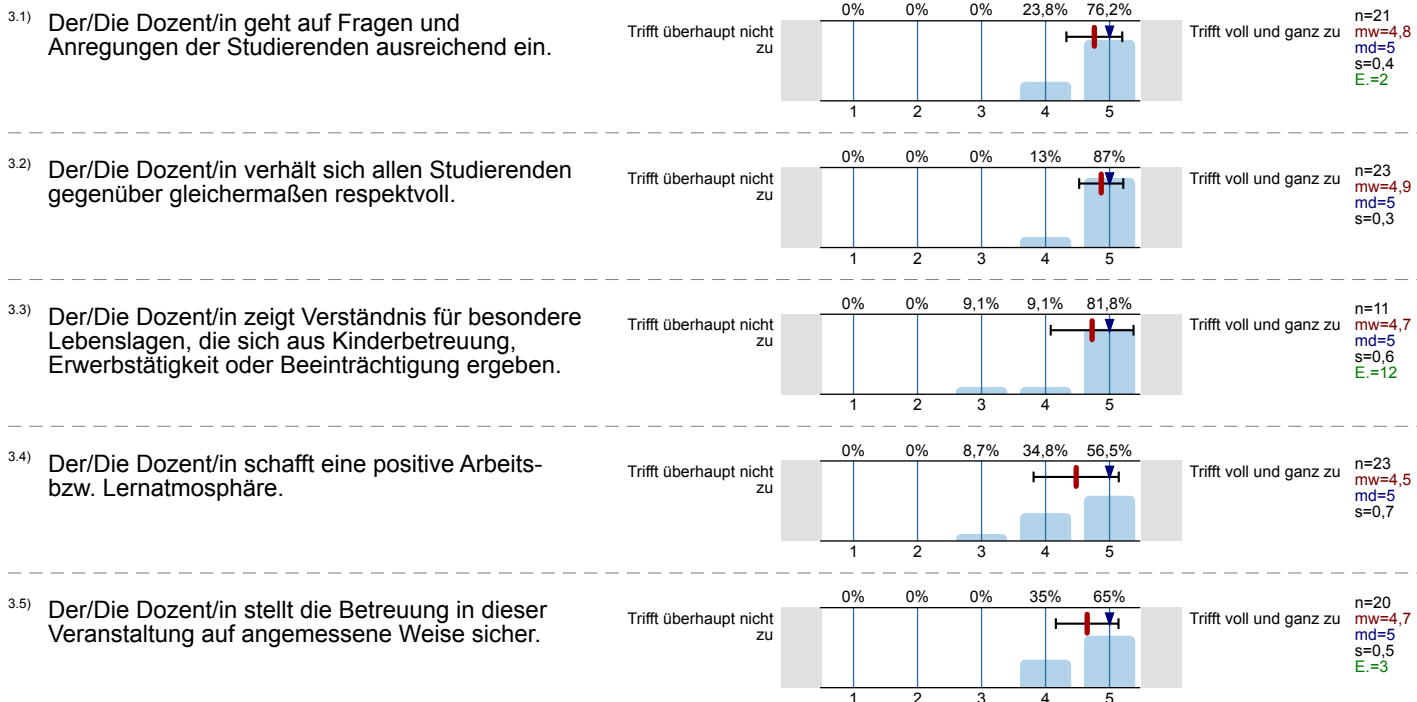 3.1) Der/Die Dozent/in geht auf Fragen und
Anregungen der Studierenden ausreichend ein.
Trifft überhaupt nicht
zu
0% 0% 0% 23,8% 76,2%
1 2 3 4 5
Trifft voll und ganz zu
n=21
mw=4,8
md=5
s=0,4
E.=2
3.2) Der/Die Dozent/in verhält sich allen Studierenden
gegenüber gleichermaßen respektvoll.
Trifft überhaupt nicht
zu
0% 0% 0% 13% 87%
1 2 3 4 5
Trifft voll und ganz zu
n=23
mw=4,9
md=5
s=0,3
3.3) Der/Die Dozent/in zeigt Verständnis für besondere
Lebenslagen, die sich aus Kinderbetreuung,
Erwerbstätigkeit oder Beeinträchtigung ergeben.
Trifft überhaupt nicht
zu
0% 0% 9,1% 9,1% 81,8%
1 2 3 4 5
Trifft voll und ganz zu
n=11
mw=4,7
md=5
s=0,6
E.=12
3.4) Der/Die Dozent/in schafft eine positive Arbeits-
bzw. Lernatmosphäre.
Trifft überhaupt nicht
zu
0% 0% 8,7% 34,8% 56,5%
1 2 3 4 5
Trifft voll und ganz zu
n=23
mw=4,5
md=5
s=0,7
3.5) Der/Die Dozent/in stellt die Betreuung in dieser
Veranstaltung auf angemessene Weise sicher.
Trifft überhaupt nicht
zu
0% 0% 0% 35% 65%
1 2 3 4 5
Trifft voll und ganz zu
n=20
mw=4,7
md=5
s=0,5
E.=3